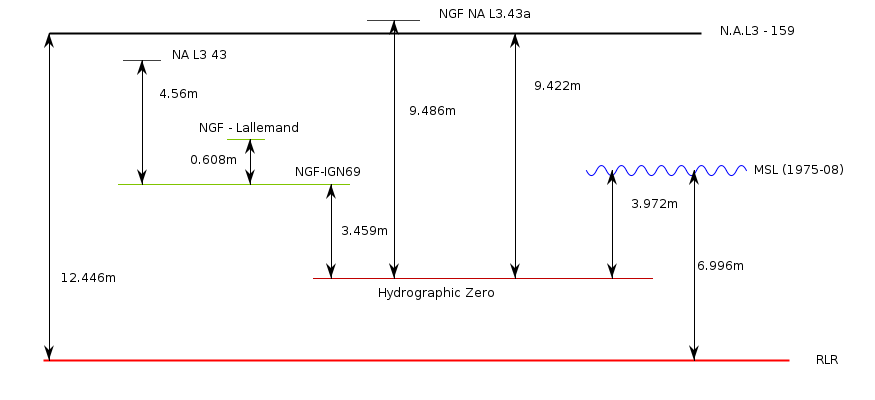 NGF NA L3.43a
N.A.L3 - 159
NA L3 43
9.422m
4.56m
9.486m
NGF - Lallemand
0.608m
NGF-IGN69
MSL (1975-08)
3.972m
3.459m
6.996m
12.446m
Hydrographic Zero
RLR